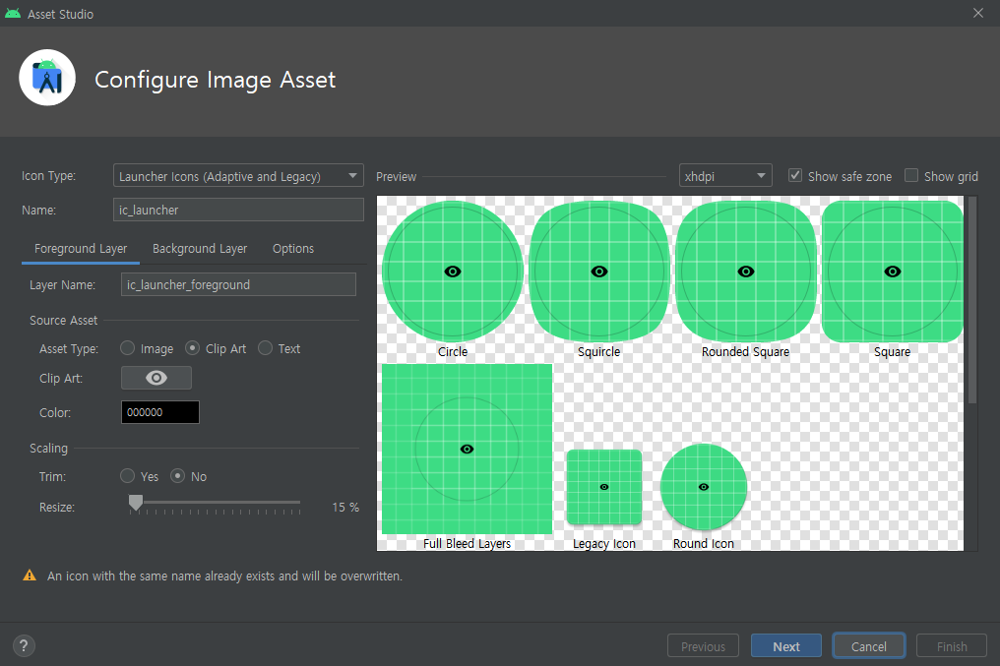 Asset Studio
Configure Image Asset
Icon Type:
Launcher Icons (Adaptive and Legacy)
Name:
ic_launcher
Foreground Layer
Background Layer
Options
Layer Name:
ic_launcher_foreground
Source Asset
Asset Type:
Image
Clip Art
Text
Clip Art:
Color:
000000
Scaling
Trim:
Yes
No
Resize:
15 %
Preview
xhdpi
Show safe zone
Show grid
Circle
Squircle
Rounded Square
Square
Full Bleed Layers
Legacy Icon
Round Icon
An icon with the same name already exists and will be overwritten.
?
Previous
Next
Cancel
Finish